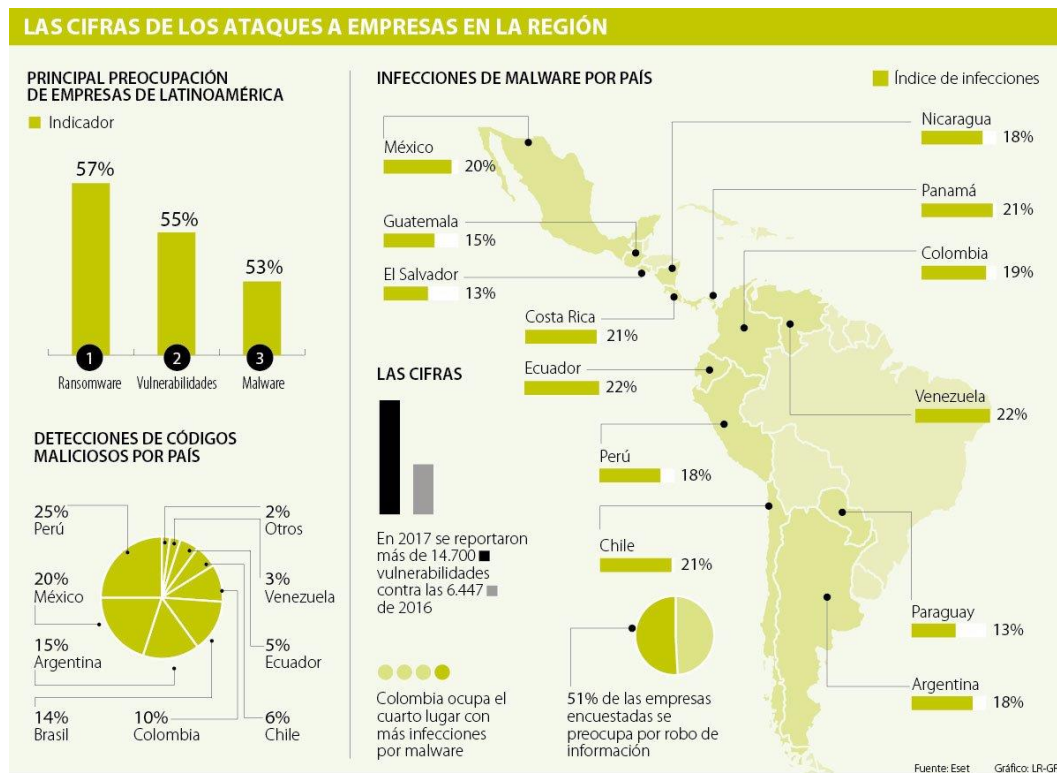 LAS CIFRAS DE LOS ATAQUES A EMPRESAS EN LA REGIÓN
PRINCIPAL PREOCUPACIÓN
DE EMPRESAS DE LATINOAMÉRICA
Indicador
57%
55%
53%
1
2
3
Ransomware
Vulnerabilidades
Malware
DETECCIONES DE CÓDIGOS
MALICIOSOS POR PAÍS
25%
Perú
20%
México
15%
Argentina
14%
Brasil
10%
Colombia
2%
Otros
3%
Venezuela
5%
Ecuador
6%
Chile
INFECCIONES DE MALWARE POR PAÍS
Índice de infecciones
México
20%
Guatemala
15%
El Salvador
13%
Costa Rica
21%
Ecuador
22%
Perú
18%
Chile
21%
Nicaragua
18%
Panamá
21%
Colombia
19%
Venezuela
22%
Paraguay
13%
Argentina
18%
LAS CIFRAS
En 2017 se reportaron
más de 14.700
vulnerabilidades
contra las 6.447
de 2016
Colombia ocupa el
cuarto lugar con
más infecciones
por malware
51% de las empresas
encuestadas se
preocupa por robo de
información
Fuente: Eset
Gráfico: LR-GR